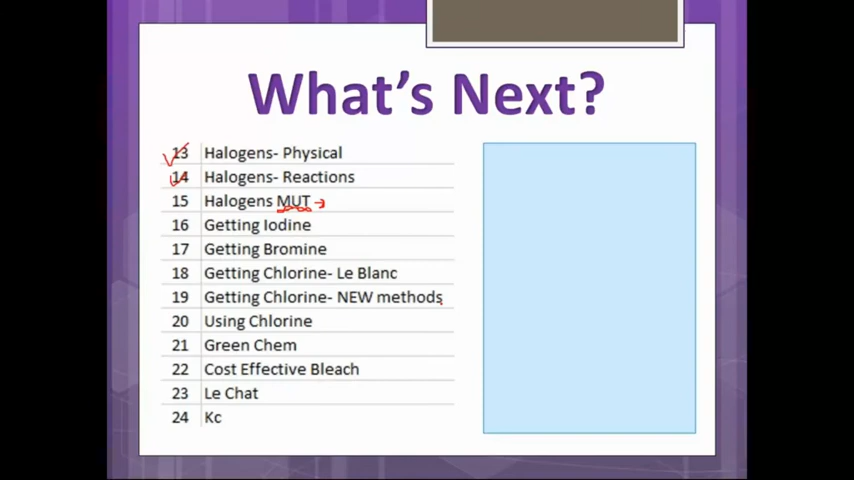 What's Next?
13 Halogens- Physical
14 Halogens- Reactions
15 Halogens MUT
16 Getting Iodine
17 Getting Bromine
18 Getting Chlorine- Le Blanc
19 Getting Chlorine- NEW methods
20 Using Chlorine
21 Green Chem
22 Cost Effective Bleach
23 Le Chat
24 Kc